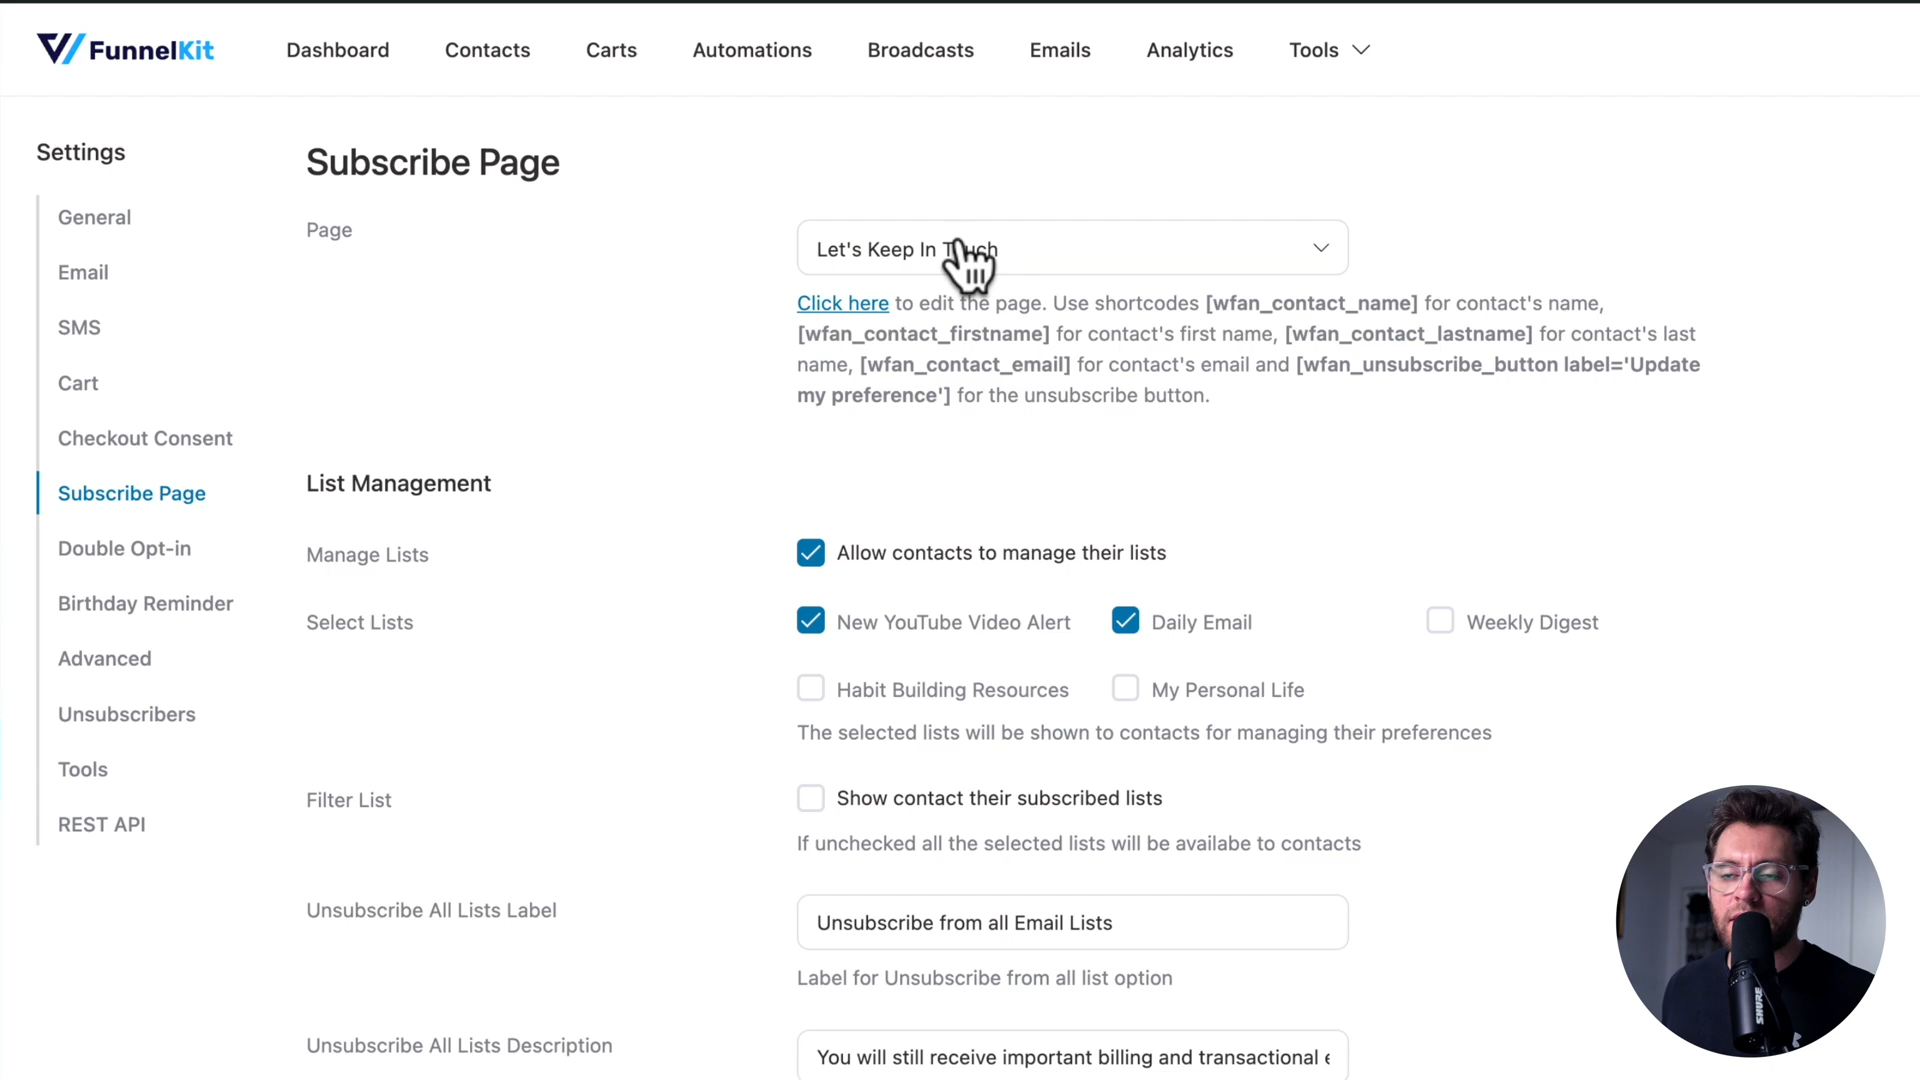 FunnelKit
Dashboard
Contacts
Carts
Automations
Broadcasts
Emails
Analytics
Tools
Settings
General
Email
SMS
Cart
Checkout Consent
Subscribe Page
Double Opt-in
Birthday Reminder
Advanced
Unsubscribers
Tools
REST API
Subscribe Page
Page
Let's Keep In
Click here to edit the page. Use shortcodes [wfan_contact_name] for contact's name,
[wfan_contact_firstname] for contact's first name, [wfan_contact_lastname] for contact's last
name, [wfan_contact_email] for contact's email and [wfan_unsubscribe_button label='Update
my preference'] for the unsubscribe button.
List Management
Manage Lists
Allow contacts to manage their lists
Select Lists
New YouTube Video Alert
Daily Email
Weekly Digest
Habit Building Resources
My Personal Life
The selected lists will be shown to contacts for managing their preferences
Filter List
Show contact their subscribed lists
If unchecked all the selected lists will be availabe to contacts
Unsubscribe All Lists Label
Unsubscribe from all Email Lists
Label for Unsubscribe from all list option
Unsubscribe All Lists Description
You will still receive important billing and transactional e
SHURE